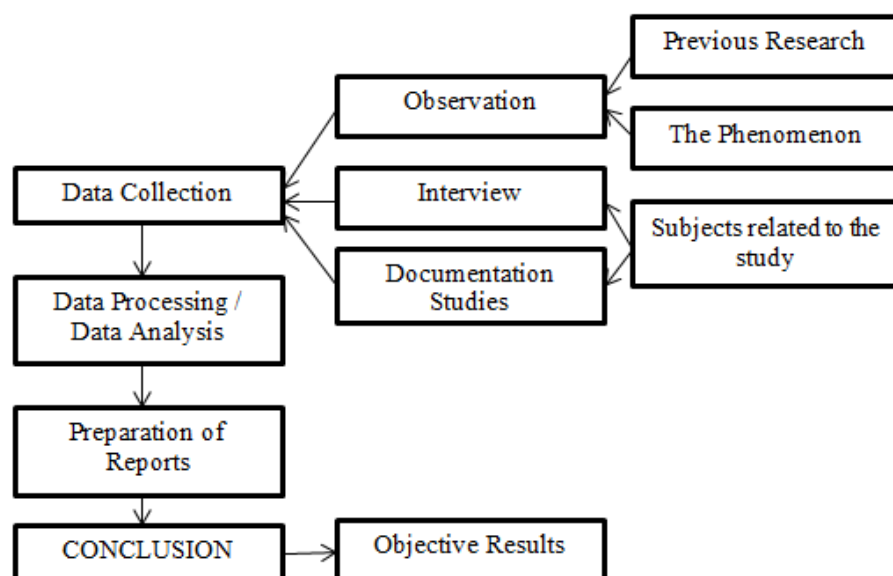 Previous Research
Observation
The Phenomenon
Data Collection
Interview
Subjects related to the
study
Documentation
Studies
Data Processing /
Data Analysis
Preparation of
Reports
CONCLUSION
Objective Results